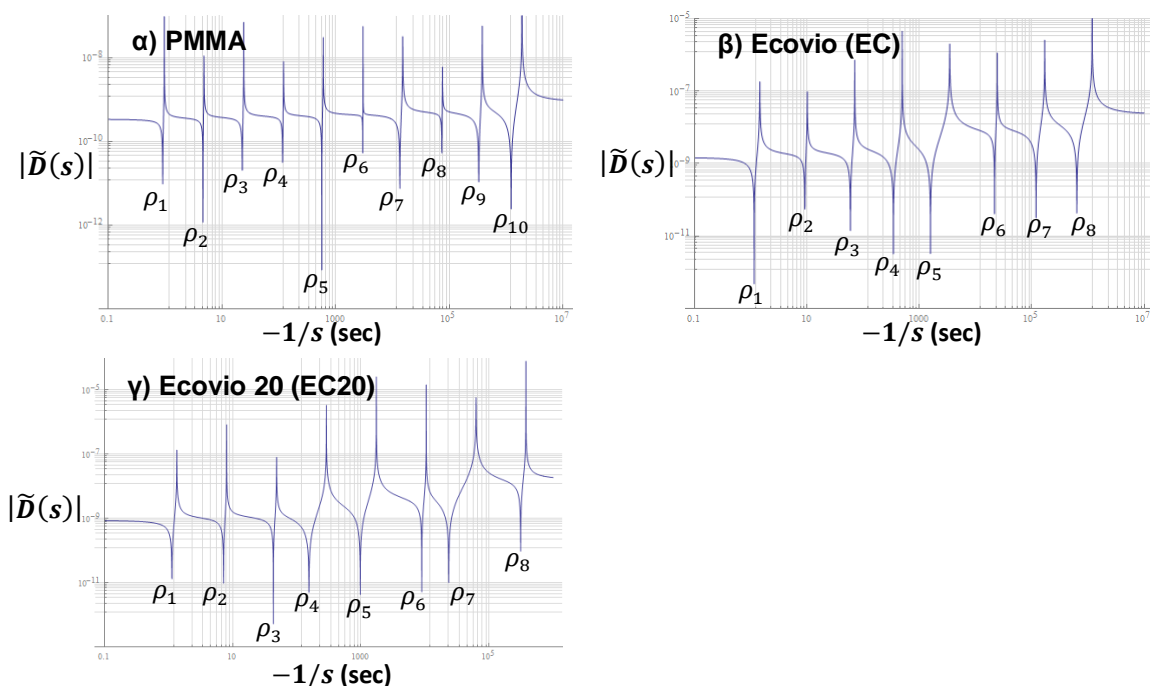 α) PMMA
10⁻⁸
10⁻¹⁰
10⁻¹²
|D̃(s)|
ρ₁
ρ₂
ρ₃
ρ₄
ρ₅
ρ₆
ρ₇
ρ₈
ρ₉
ρ₁₀
0.1 10 1000 10⁵ 10⁷
−1/s (sec)
β) Ecovio (EC)
10⁻⁵
10⁻⁷
10⁻⁹
10⁻¹¹
|D̃(s)|
ρ₁
ρ₂
ρ₃
ρ₄
ρ₅
ρ₆
ρ₇
ρ₈
0.1 10 1000 10⁵ 10⁷
−1/s (sec)
γ) Ecovio 20 (EC20)
10⁻⁵
10⁻⁷
10⁻⁹
10⁻¹¹
|D̃(s)|
ρ₁
ρ₂
ρ₃
ρ₄
ρ₅
ρ₆
ρ₇
ρ₈
0.1 10 1000 10⁵
−1/s (sec)